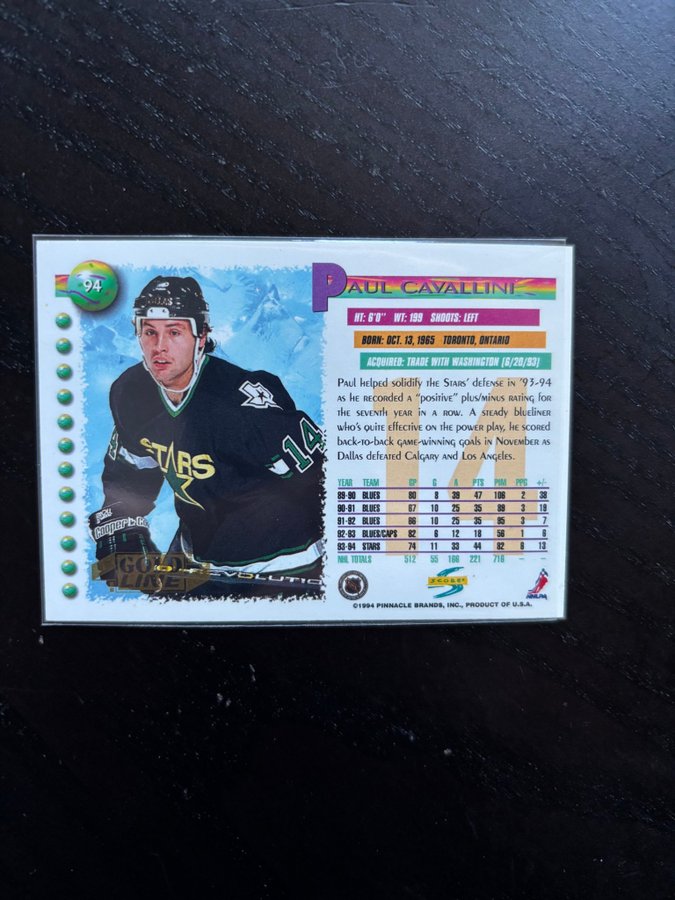 94
PAUL CAVALLINI
HT: 6'0" WT: 199 SHOOTS: LEFT
BORN: OCT. 13, 1965 TORONTO, ONTARIO
ACQUIRED: TRADE WITH WASHINGTON (6/20/93)
Paul helped solidify the Stars' defense in '93-94
as he recorded a "positive" plus/minus rating for
the seventh year in a row. A steady blueliner
who's quite effective on the power play, he scored
back-to-back game-winning goals in November as
Dallas defeated Calgary and Los Angeles.
14
YEAR TEAM GP G A PTS PIM PPG +/-
89-90 BLUES 80 8 39 47 106 2 38
90-91 BLUES 67 10 25 35 89 3 19
91-92 BLUES 66 10 25 35 95 3 7
92-93 BLUES/CAPS 82 6 12 18 56 1 6
93-94 STARS 74 11 33 44 82 6 13
NHL TOTALS 512 55 166 221 716 – –
STARS
14
Cooper
GOLD
LINE
EVOLUTIO
SCORE
NHLPA
©1994 PINNACLE BRANDS, INC., PRODUCT OF U.S.A.